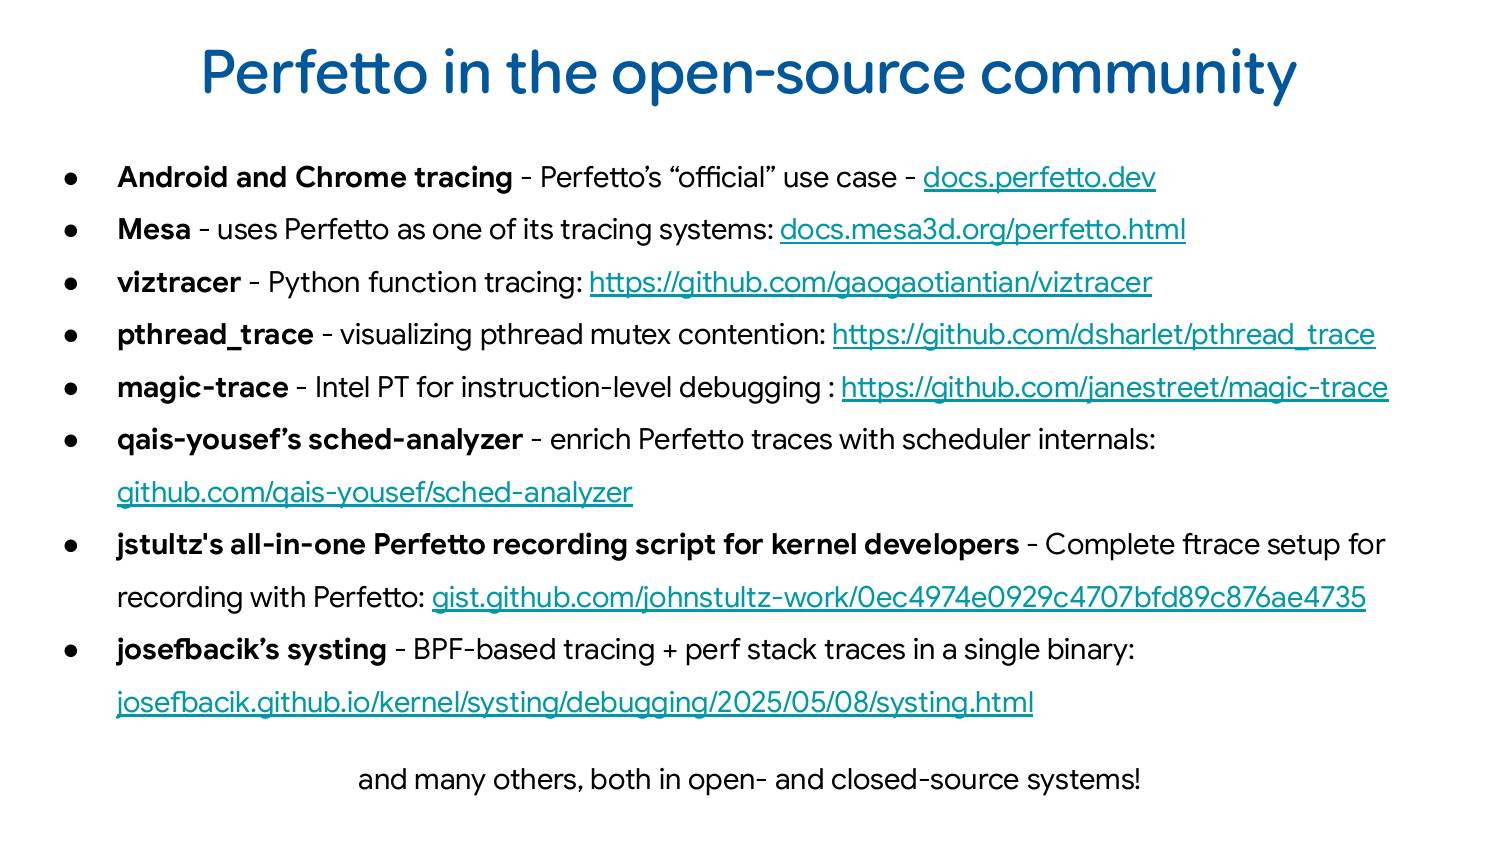 Perfetto in the open-source community
● Android and Chrome tracing - Perfetto’s “official” use case - docs.perfetto.dev
● Mesa - uses Perfetto as one of its tracing systems: docs.mesa3d.org/perfetto.html
● viztracer - Python function tracing: https://github.com/gaogaotiantian/viztracer
● pthread_trace - visualizing pthread mutex contention: https://github.com/dsharlet/pthread_trace
● magic-trace - Intel PT for instruction-level debugging : https://github.com/janestreet/magic-trace
● qais-yousef’s sched-analyzer - enrich Perfetto traces with scheduler internals:
github.com/qais-yousef/sched-analyzer
● jstultz's all-in-one Perfetto recording script for kernel developers - Complete ftrace setup for
recording with Perfetto: gist.github.com/johnstultz-work/0ec4974e0929c4707bfd89c876ae4735
● josefbacik’s systing - BPF-based tracing + perf stack traces in a single binary:
josefbacik.github.io/kernel/systing/debugging/2025/05/08/systing.html
and many others, both in open- and closed-source systems!